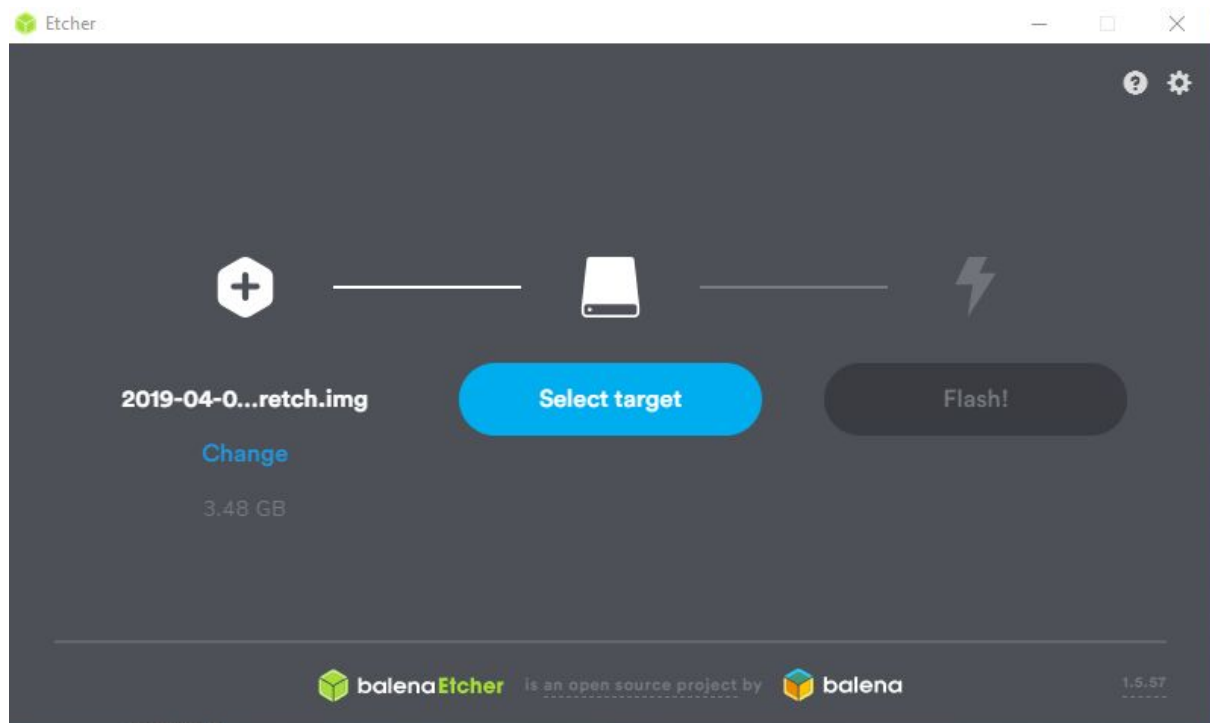 Etcher
2019-04-0...retch.img
Select target
Flash!
Change
3.48 GB
balenaEtcher is an open source project by balena
1.5.57